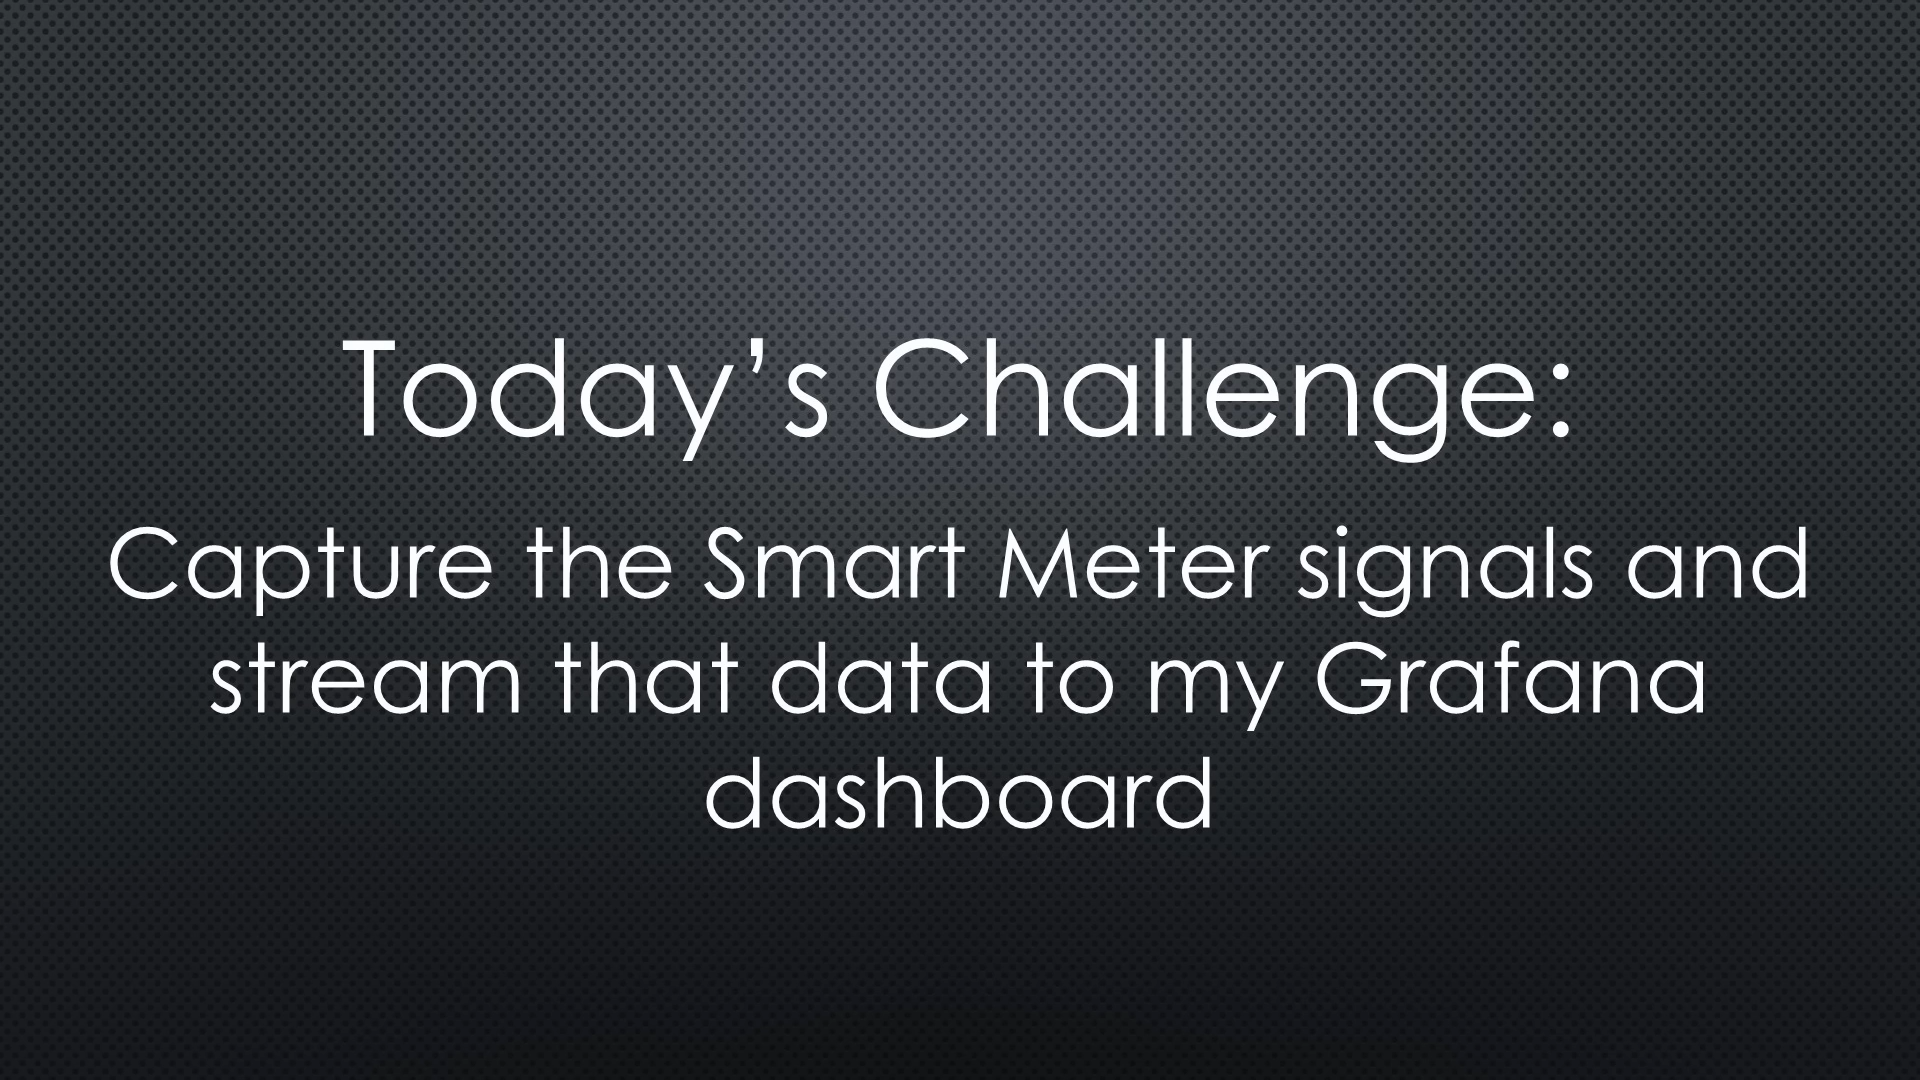 Today’s Challenge:
Capture the Smart Meter signals and
stream that data to my Grafana
dashboard